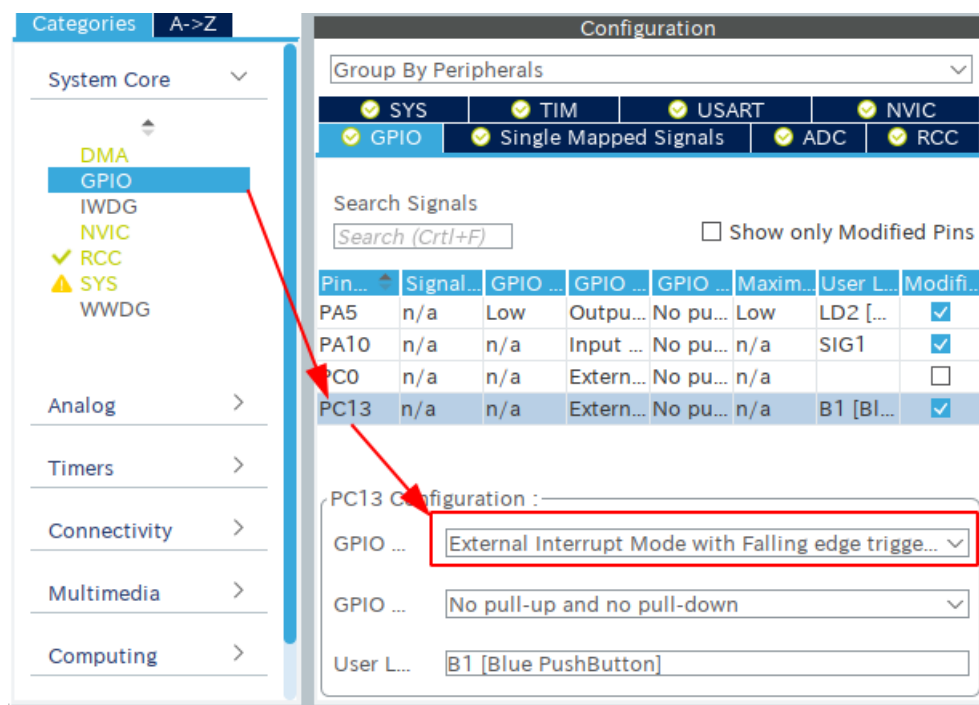 Categories A->Z
System Core
DMA
GPIO
IWDG
NVIC
RCC
SYS
WWDG
Analog
Timers
Connectivity
Multimedia
Computing
Configuration
Group By Peripherals
SYS TIM USART NVIC
GPIO Single Mapped Signals ADC RCC
Search Signals
Search (Crtl+F) Show only Modified Pins
Pin... Signal... GPIO ... GPIO ... GPIO ... Maxim... User L... Modifi...
PA5 n/a Low Outpu... No pu... Low LD2 [...
PA10 n/a n/a Input ... No pu... n/a SIG1
PC0 n/a n/a Extern... No pu... n/a
PC13 n/a n/a Extern... No pu... n/a B1 [Bl...
PC13 Configuration :
GPIO ... External Interrupt Mode with Falling edge trigge...
GPIO ... No pull-up and no pull-down
User L... B1 [Blue PushButton]